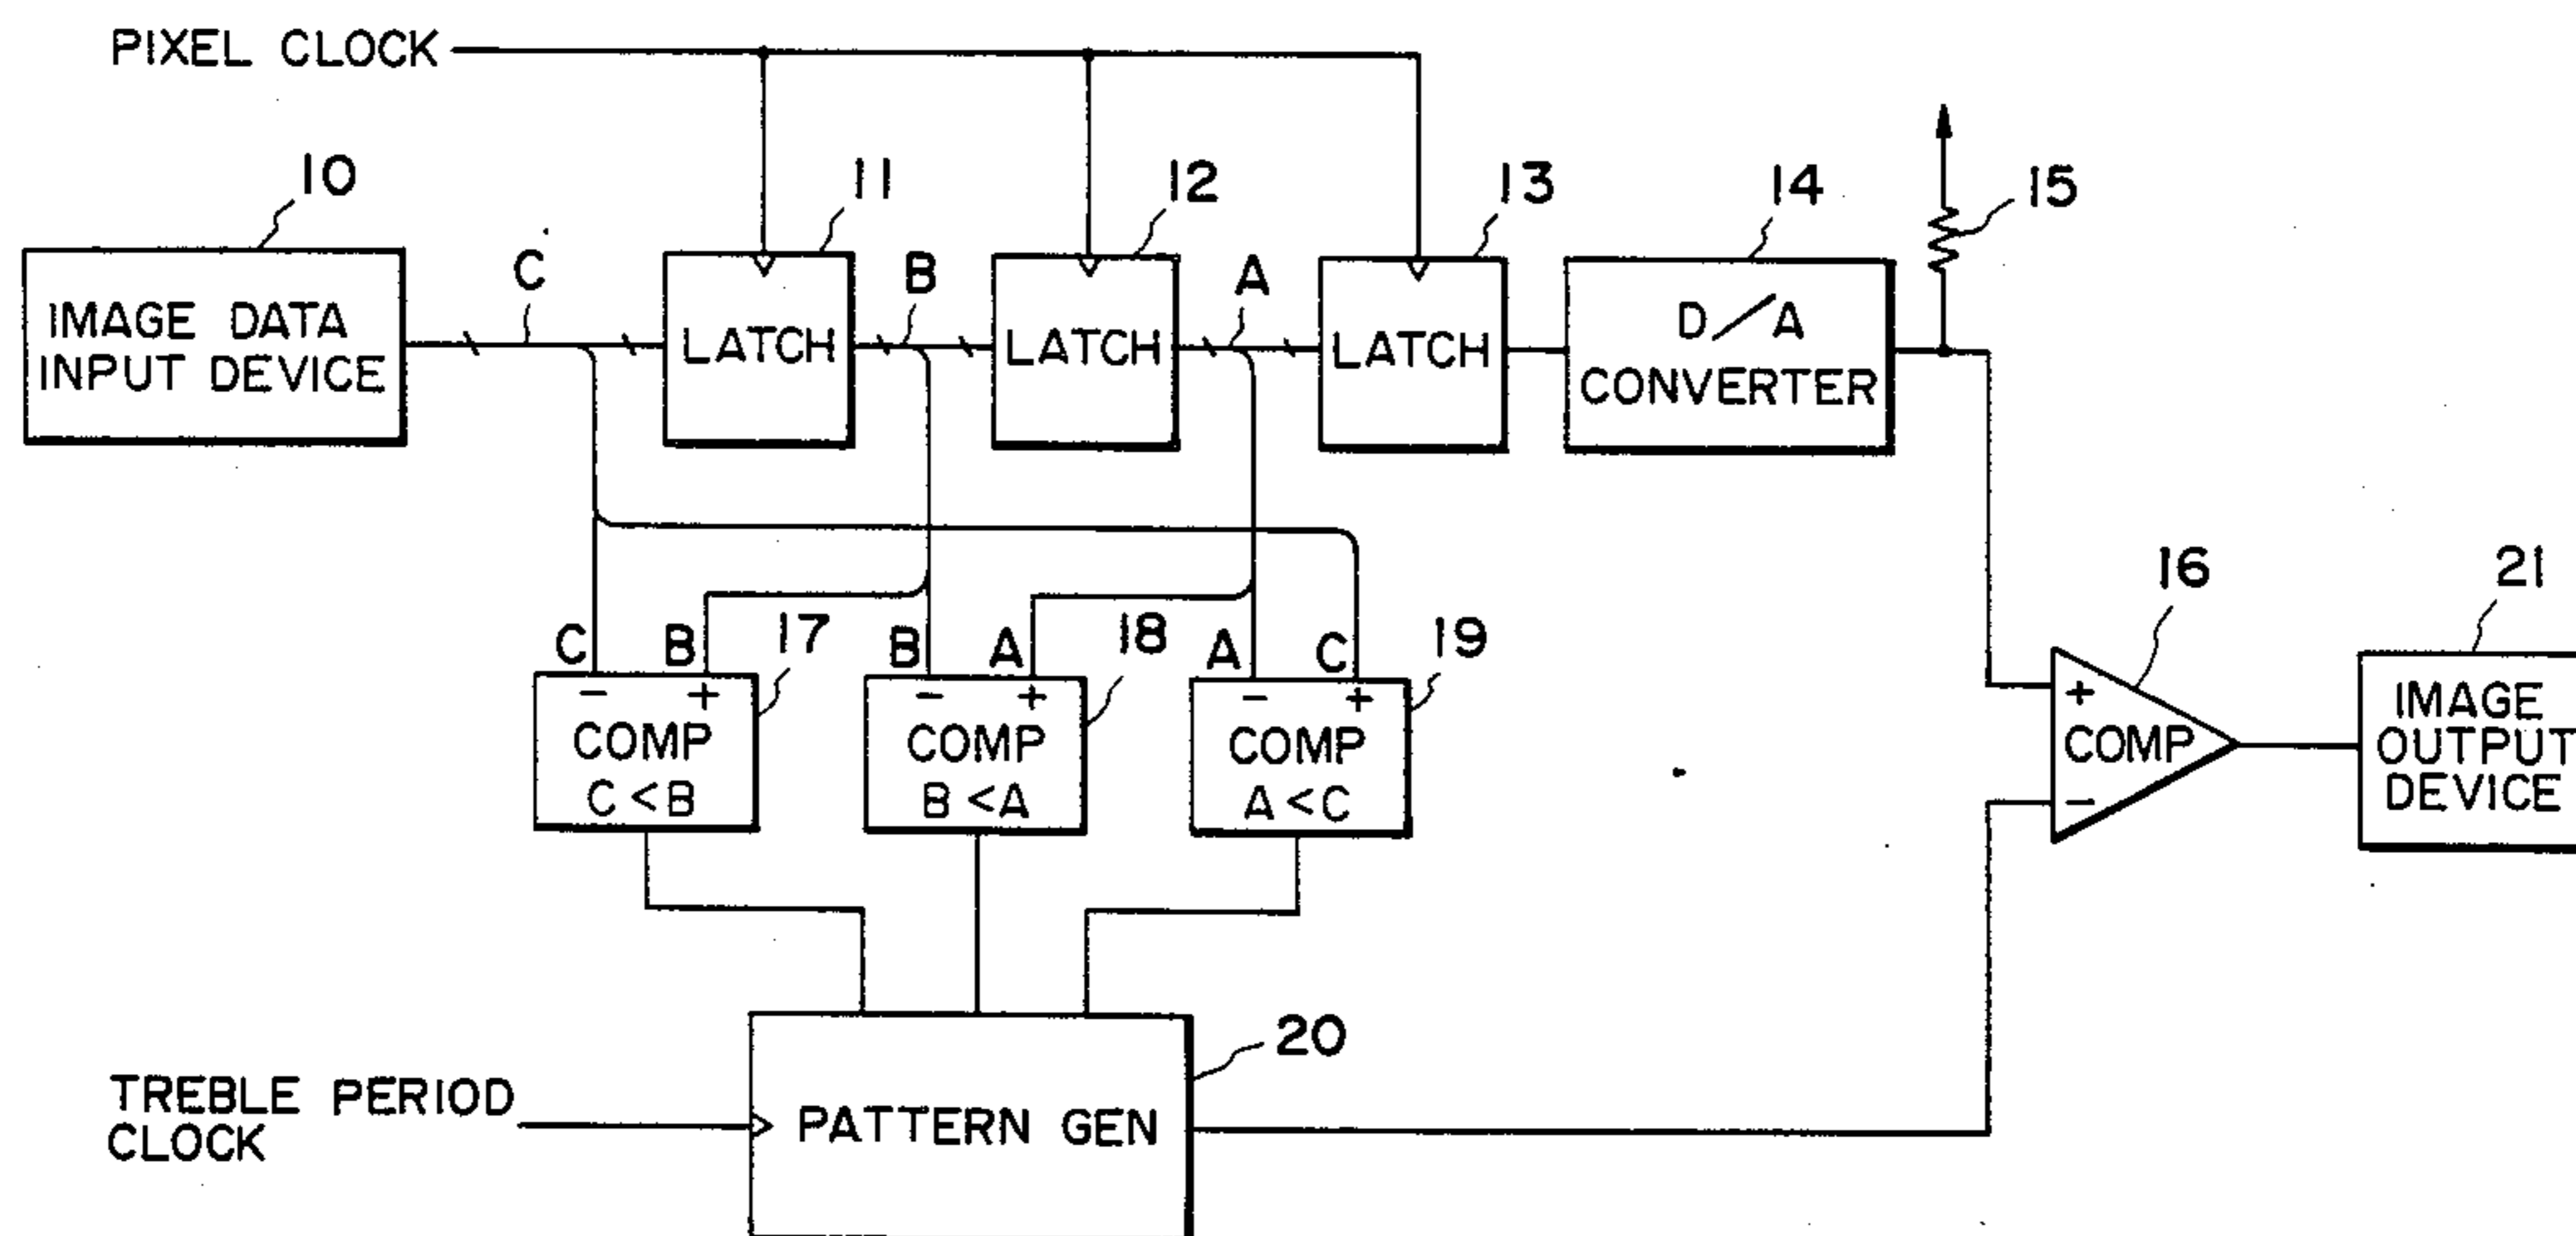 PIXEL CLOCK
10
11
12
13
14
15
C
B
A
IMAGE DATA
INPUT DEVICE
LATCH
LATCH
LATCH
D/A
CONVERTER
16
21
C B 17
B A 18
A C 19
- +
COMP
C<B
- +
COMP
B<A
- +
COMP
A<C
+
COMP
-
IMAGE
OUTPUT
DEVICE
20
TREBLE PERIOD
CLOCK
PATTERN GEN